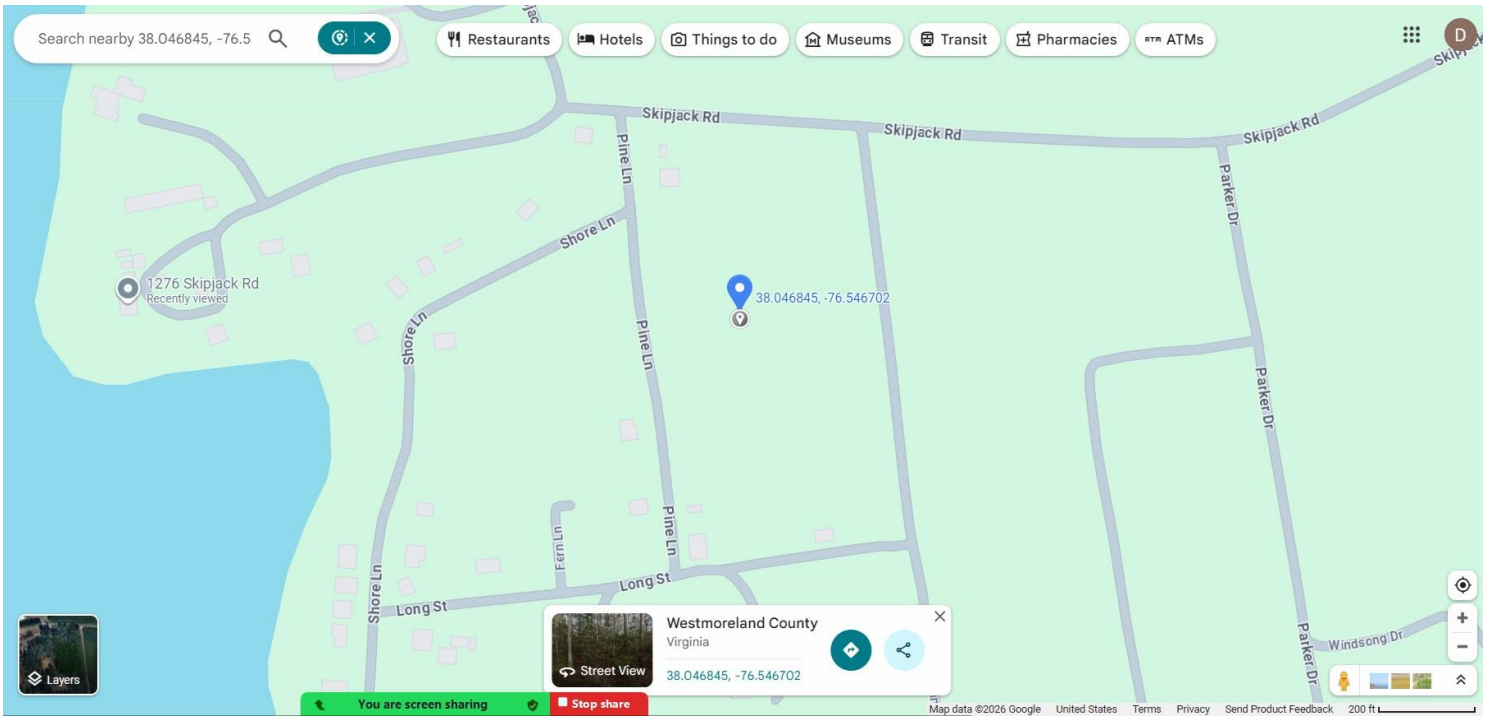 Search nearby 38.046845, -76.5
Restaurants
Hotels
Things to do
Museums
Transit
Pharmacies
ATM ATMs
D
Skipjack Rd
Skipjack Rd
Skipjack Rd
Pine Ln
Parker Dr
Shore Ln
1276 Skipjack Rd
Recently viewed
38.046845, -76.546702
Shore Ln
Pine Ln
Parker Dr
Pine Ln
Fern Ln
Long St
Shore Ln
Long St
Parker Dr
Windsong Dr
Westmoreland County
Virginia
38.046845, -76.546702
Street View
Layers
You are screen sharing
Stop share
Map data ©2026 Google
United States
Terms
Privacy
Send Product Feedback
200 ft